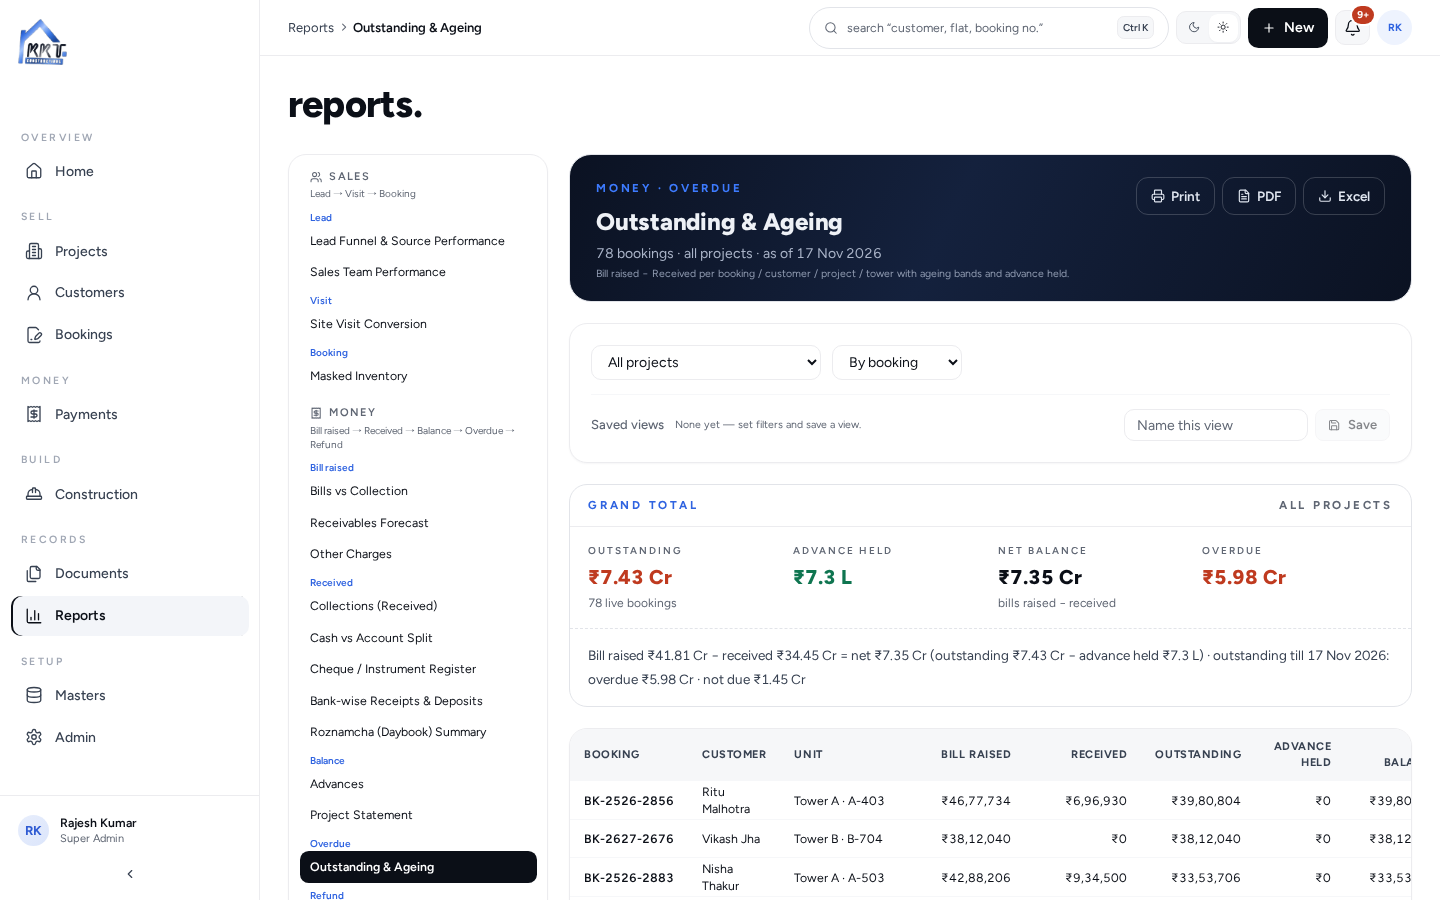 RKT
CONSTRUCTIONS
OVERVIEW
Home
SELL
Projects
Customers
Bookings
MONEY
Payments
BUILD
Construction
RECORDS
Documents
Reports
SETUP
Masters
Admin
RK
Rajesh Kumar
Super Admin
Reports > Outstanding & Ageing
search “customer, flat, booking no.”
Ctrl K
+ New
9+
RK
reports.
SALES
Lead → Visit → Booking
Lead
Lead Funnel & Source Performance
Sales Team Performance
Visit
Site Visit Conversion
Booking
Masked Inventory
MONEY
Bill raised → Received → Balance → Overdue →
Refund
Bill raised
Bills vs Collection
Receivables Forecast
Other Charges
Received
Collections (Received)
Cash vs Account Split
Cheque / Instrument Register
Bank-wise Receipts & Deposits
Roznamcha (Daybook) Summary
Balance
Advances
Project Statement
Overdue
Outstanding & Ageing
Refund
MONEY · OVERDUE
Outstanding & Ageing
78 bookings · all projects · as of 17 Nov 2026
Bill raised − Received per booking / customer / project / tower with ageing bands and advance held.
Print
PDF
Excel
All projects
By booking
Saved views
None yet — set filters and save a view.
Name this view
Save
GRAND TOTAL
ALL PROJECTS
OUTSTANDING
₹7.43 Cr
78 live bookings
ADVANCE HELD
₹7.3 L
NET BALANCE
₹7.35 Cr
bills raised − received
OVERDUE
₹5.98 Cr
Bill raised ₹41.81 Cr − received ₹34.45 Cr = net ₹7.35 Cr (outstanding ₹7.43 Cr − advance held ₹7.3 L) · outstanding till 17 Nov 2026:
overdue ₹5.98 Cr · not due ₹1.45 Cr
BOOKING CUSTOMER UNIT BILL RAISED RECEIVED OUTSTANDING ADVANCE HELD BALA
BK-2526-2856 Ritu Malhotra Tower A · A-403 ₹46,77,734 ₹6,96,930 ₹39,80,804 ₹0 ₹39,80
BK-2627-2676 Vikash Jha Tower B · B-704 ₹38,12,040 ₹0 ₹38,12,040 ₹0 ₹38,12
BK-2526-2883 Nisha Thakur Tower A · A-503 ₹42,88,206 ₹9,34,500 ₹33,53,706 ₹0 ₹33,53